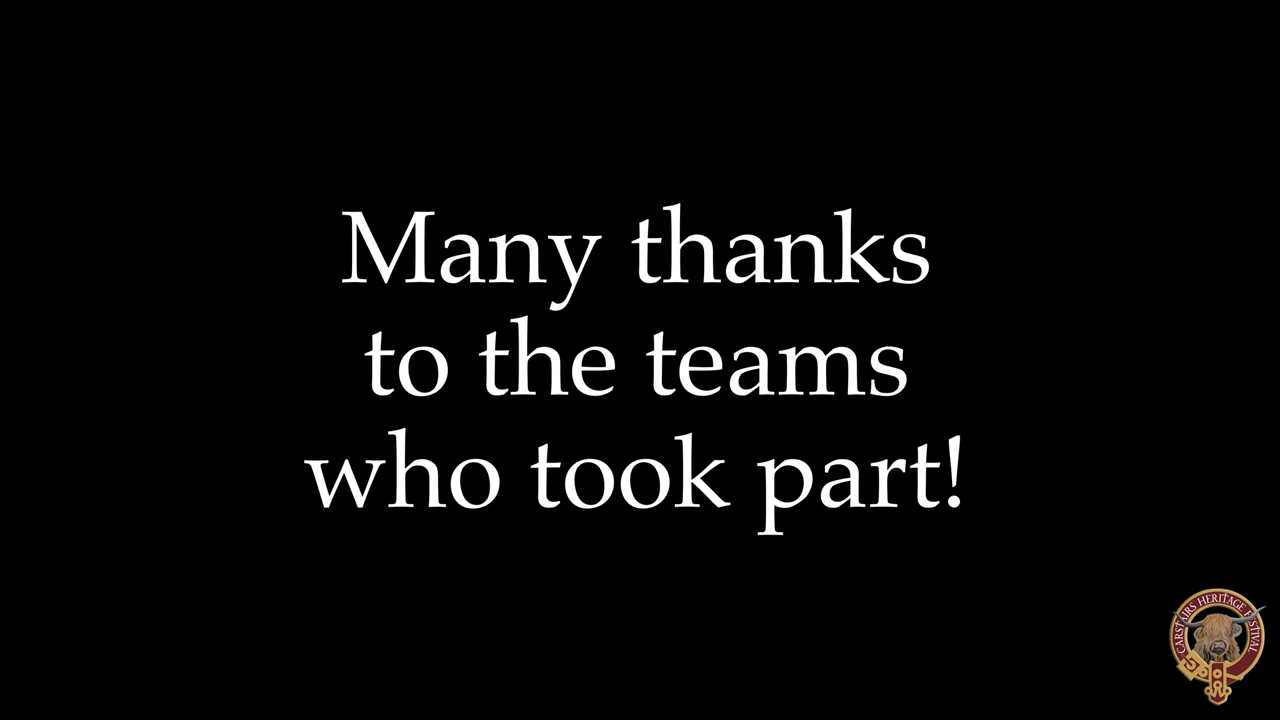 Many thanks
to the teams
who took part!
CARSTAIRS HERITAGE FESTIVAL